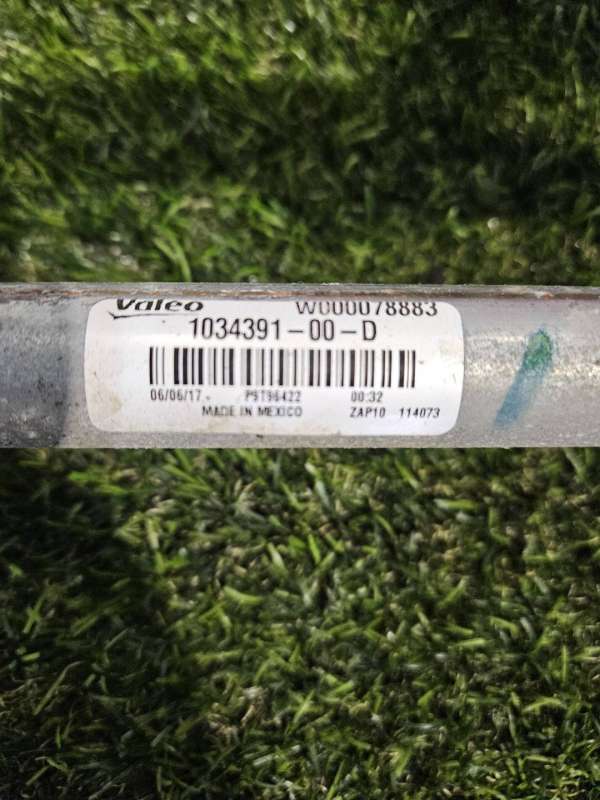 Valeo W000078883
1034391-00-D
06/06/17 P9T96422 00:32
MADE IN MEXICO ZAP10 114073